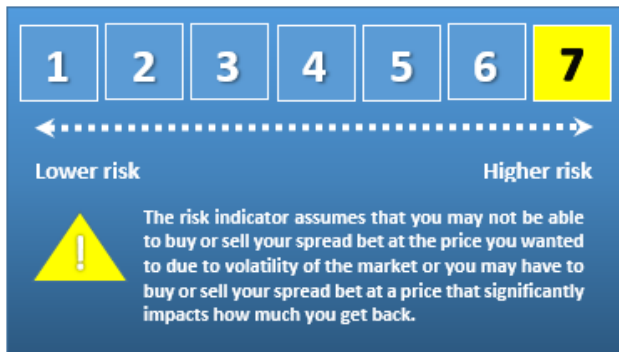 1 2 3 4 5 6 7
Lower risk Higher risk
!
The risk indicator assumes that you may not be able
to buy or sell your spread bet at the price you wanted
to due to volatility of the market or you may have to
buy or sell your spread bet at a price that significantly
impacts how much you get back.